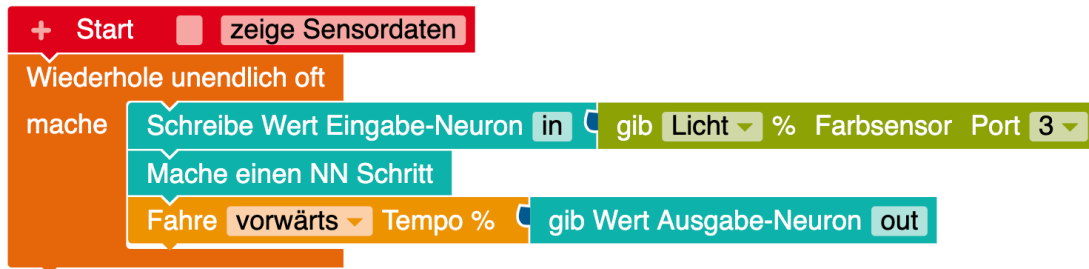 + Start zeige Sensordaten
Wiederhole unendlich oft
mache Schreibe Wert Eingabe-Neuron in gib Licht % Farbsensor Port 3
Mache einen NN Schritt
Fahre vorwärts Tempo % gib Wert Ausgabe-Neuron out